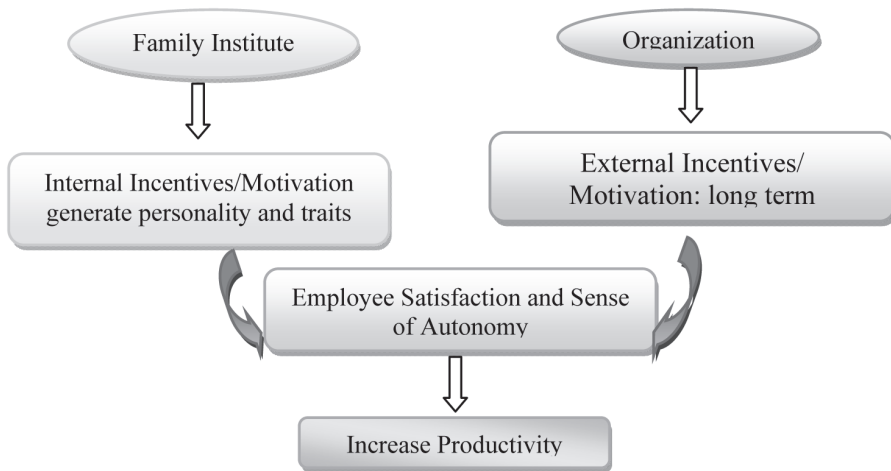 Family Institute
Organization
Internal Incentives/Motivation
generate personality and traits
External Incentives/
Motivation: long term
Employee Satisfaction and Sense
of Autonomy
Increase Productivity